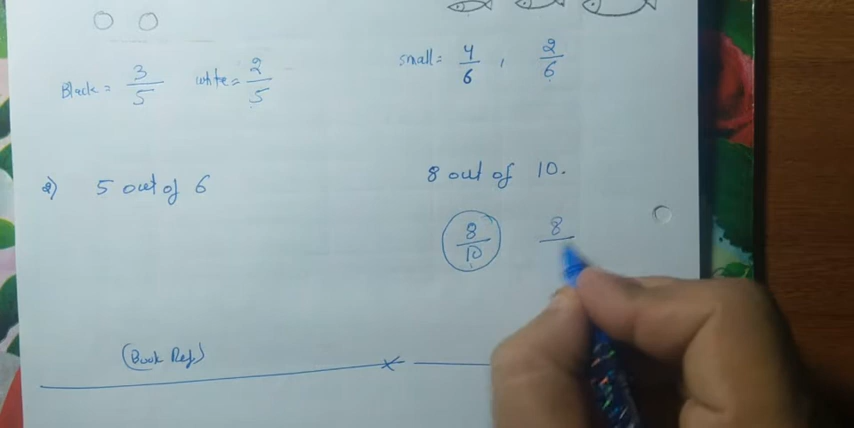 Black = 3/5 white = 2/5
small = 4/6 , 2/6
2) 5 out of 6
8 out of 10.
8/10 8
(Book Ref)